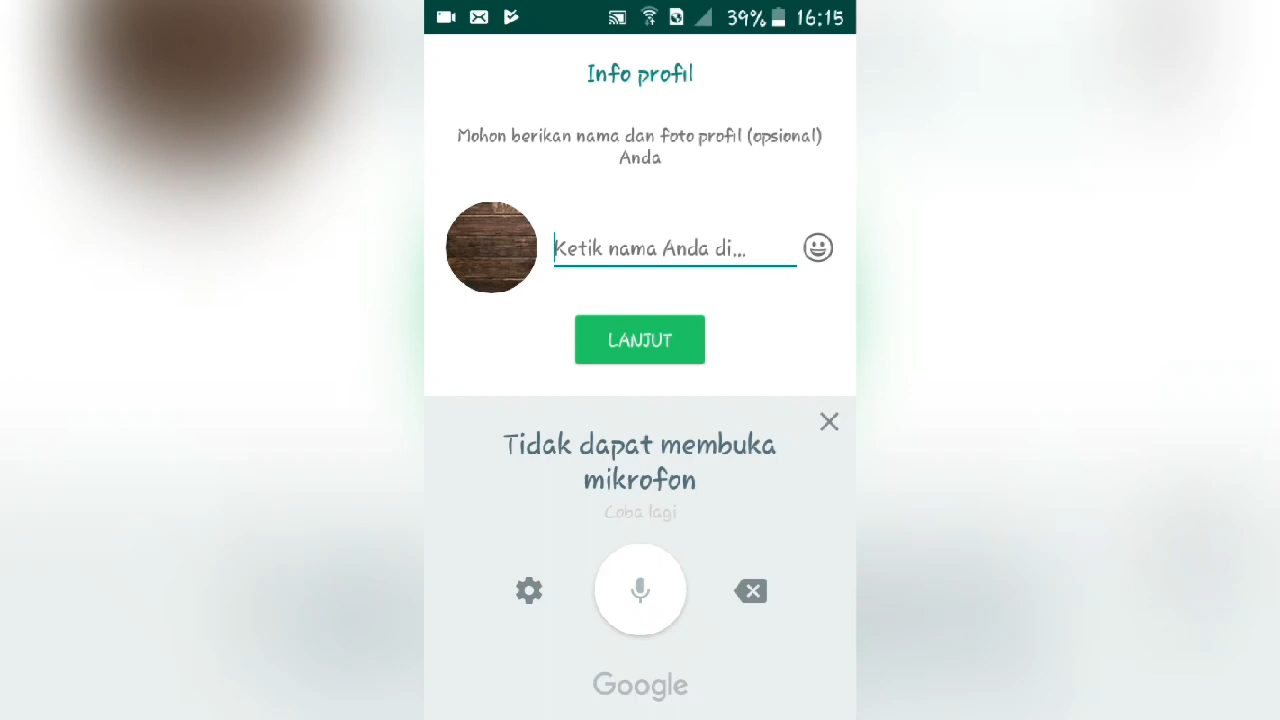 39% 16:15
Info profil
Mohon berikan nama dan foto profil (opsional)
Anda
Ketik nama Anda di...
LANJUT
Tidak dapat membuka
mikrofon
Coba lagi
Google